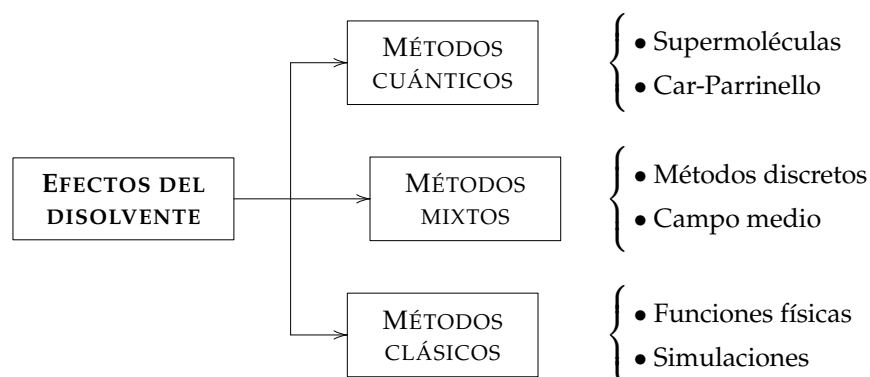 MÉTODOS
CUÁNTICOS
• Supermoléculas
• Car-Parrinello
EFECTOS DEL
DISOLVENTE
MÉTODOS
MIXTOS
• Métodos discretos
• Campo medio
MÉTODOS
CLÁSICOS
• Funciones físicas
• Simulaciones